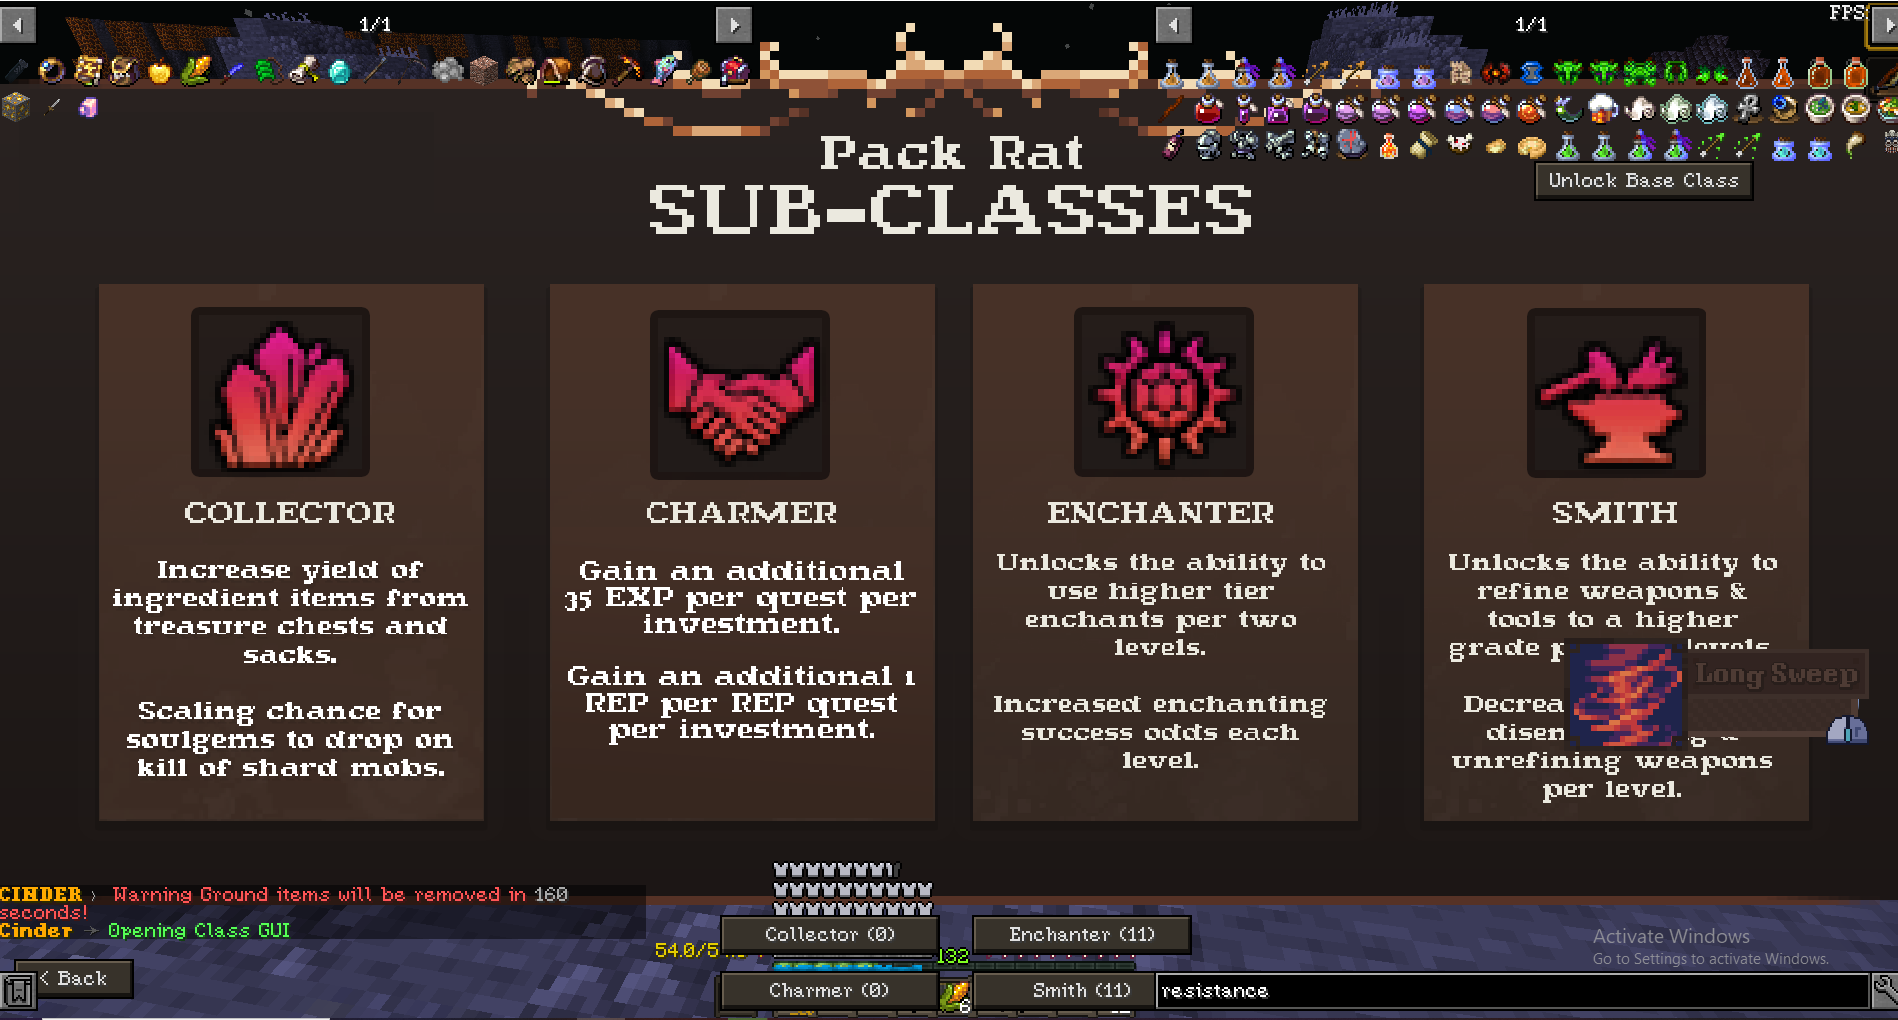 1/1
1/1
FPS
Pack Rat
SUB-CLASSES
Unlock Base Class
COLLECTOR
Increase yield of
ingredient items from
treasure chests and
sacks.
Scaling chance for
soulgems to drop on
kill of shard mobs.
CHARMER
Gain an additional
35 EXP per quest per
investment.
Gain an additional 1
REP per REP quest
per investment.
ENCHANTER
Unlocks the ability to
use higher tier
enchants per two
levels.
Increased enchanting
success odds each
level.
SMITH
Unlocks the ability to
refine weapons &
tools to a higher
grade
Long Sweep
unrefining weapons
per level.
CINDER › Warning Ground items will be removed in 160
seconds!
Cinder → Opening Class GUI
Collector (0)
Enchanter (11)
54.0/5
132
< Back
Charmer (0)
6
Smith (11)
resistance
Activate Windows
Go to Settings to activate Windows.